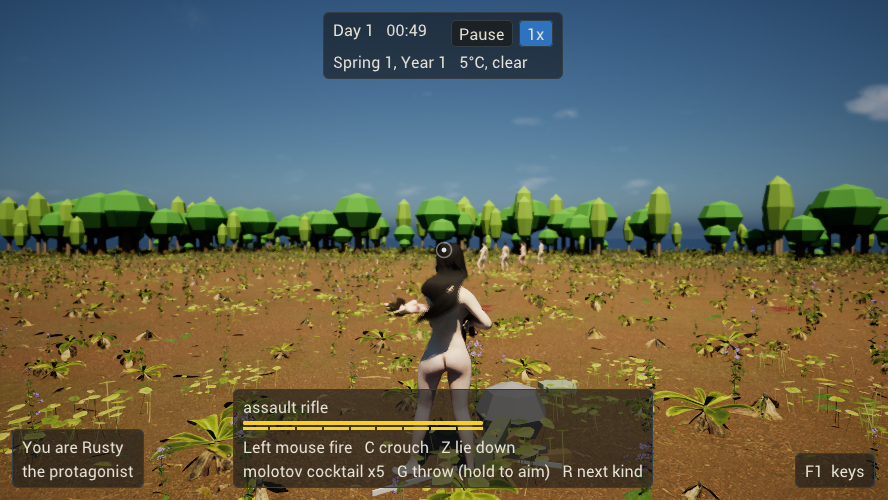 Day 1 00:49 Pause 1x
Spring 1, Year 1 5°C, clear
assault rifle
Left mouse fire C crouch Z lie down
molotov cocktail x5 G throw (hold to aim) R next kind
You are Rusty
the protagonist
F1 keys